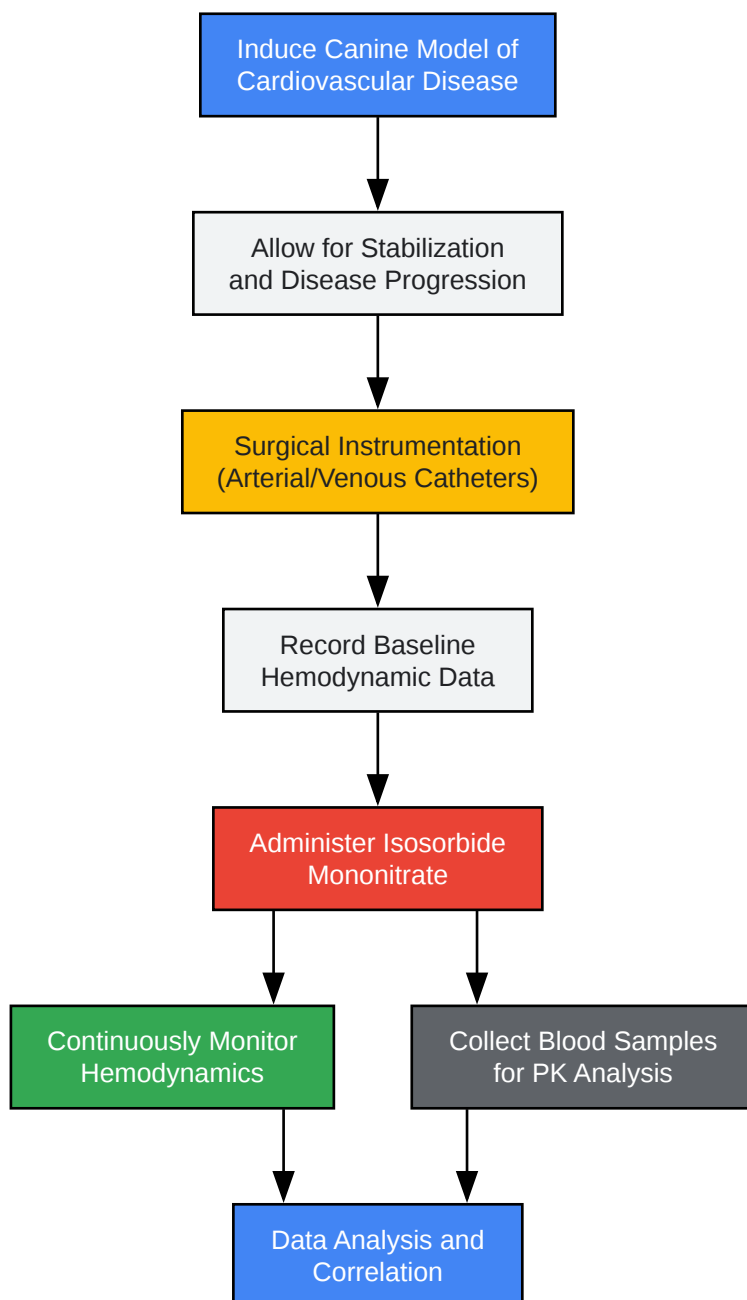 Induce Canine Model of
Cardiovascular Disease
Allow for Stabilization
and Disease Progression
Surgical Instrumentation
(Arterial/Venous Catheters)
Record Baseline
Hemodynamic Data
Administer Isosorbide
Mononitrate
Continuously Monitor
Hemodynamics
Collect Blood Samples
for PK Analysis
Data Analysis and
Correlation